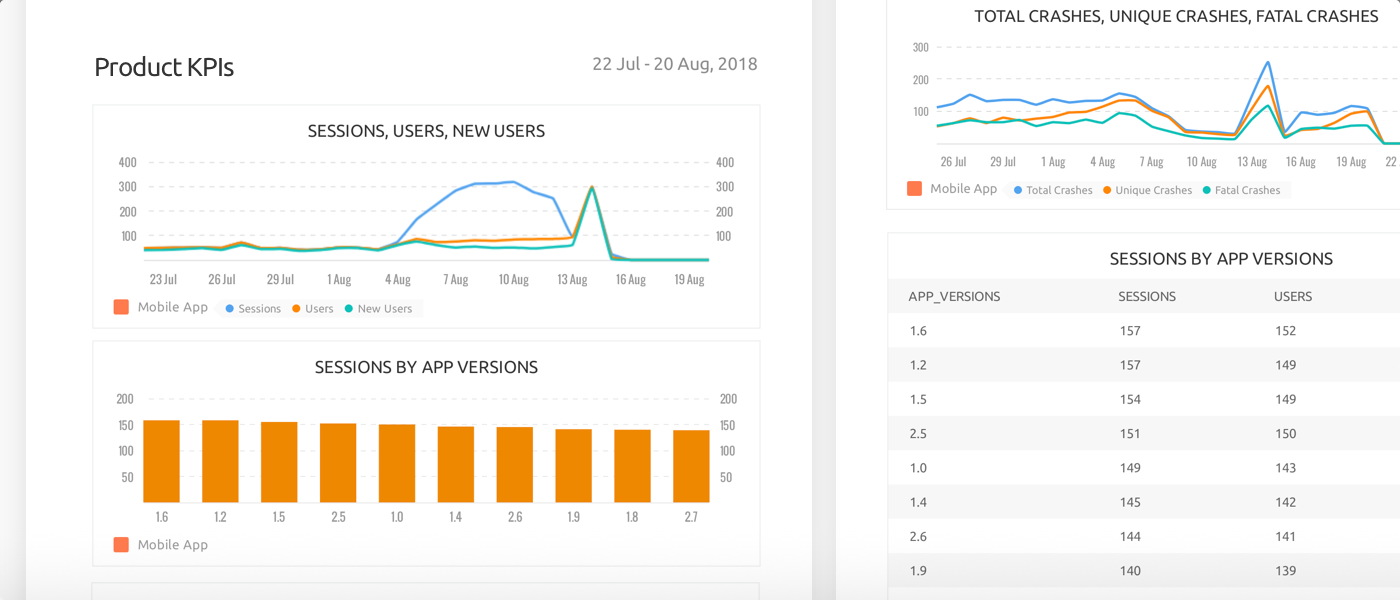 Product KPIs
22 Jul - 20 Aug, 2018
SESSIONS, USERS, NEW USERS
400 400
300 300
200 200
100 100
23 Jul 26 Jul 29 Jul 1 Aug 4 Aug 7 Aug 10 Aug 13 Aug 16 Aug 19 Aug
Mobile App Sessions Users New Users
SESSIONS BY APP VERSIONS
200 200
150 150
100 100
50 50
1.6 1.2 1.5 2.5 1.0 1.4 2.6 1.9 1.8 2.7
Mobile App
TOTAL CRASHES, UNIQUE CRASHES, FATAL CRASHES
300
200
100
26 Jul 29 Jul 1 Aug 4 Aug 7 Aug 10 Aug 13 Aug 16 Aug 19 Aug 22
Mobile App Total Crashes Unique Crashes Fatal Crashes
SESSIONS BY APP VERSIONS
APP_VERSIONS SESSIONS USERS
1.6 157 152
1.2 157 149
1.5 154 149
2.5 151 150
1.0 149 143
1.4 145 142
2.6 144 141
1.9 140 139